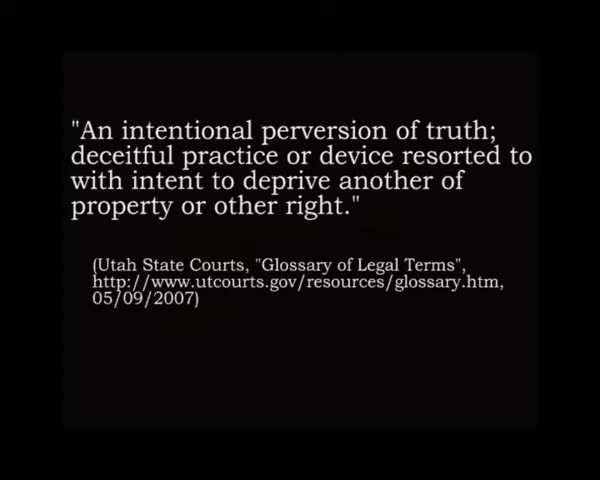 "An intentional perversion of truth;
deceitful practice or device resorted to
with intent to deprive another of
property or other right."
(Utah State Courts, "Glossary of Legal Terms",
http://www.utcourts.gov/resources/glossary.htm,
05/09/2007)